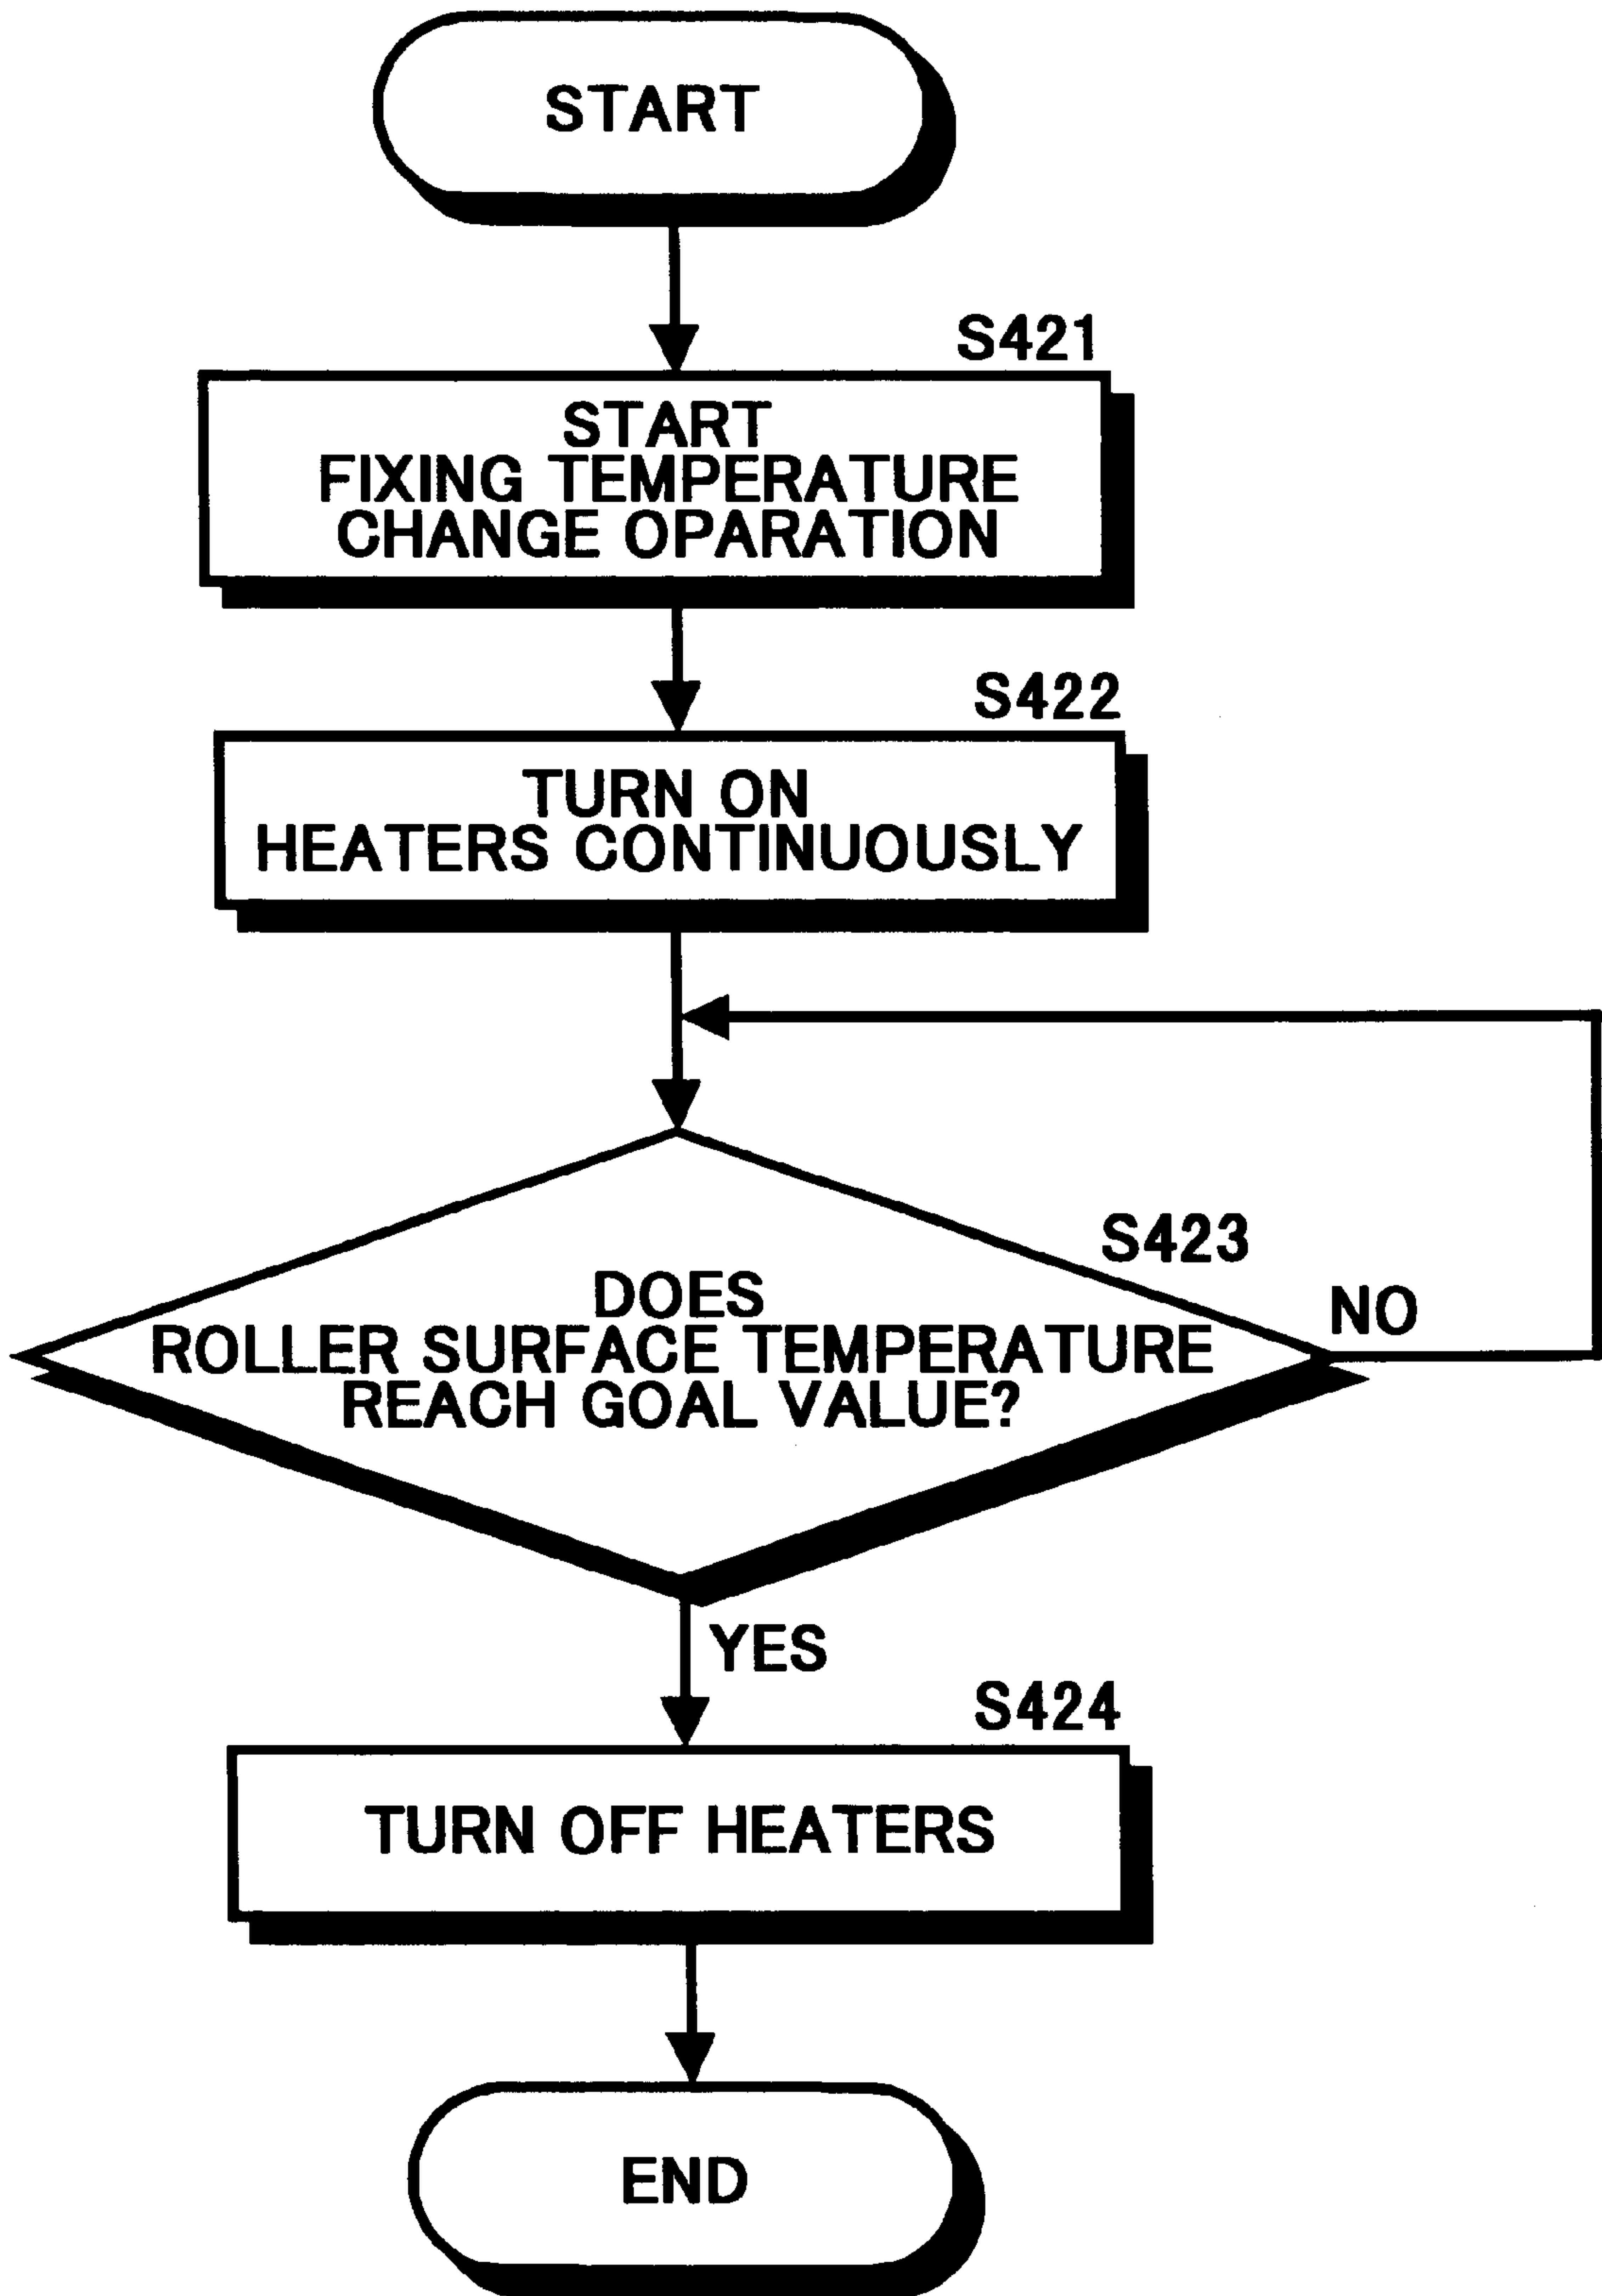 START
S421
START
FIXING TEMPERATURE
CHANGE OPARATION
S422
TURN ON
HEATERS CONTINUOUSLY
S423
DOES
ROLLER SURFACE TEMPERATURE
REACH GOAL VALUE?
NO
YES
S424
TURN OFF HEATERS
END